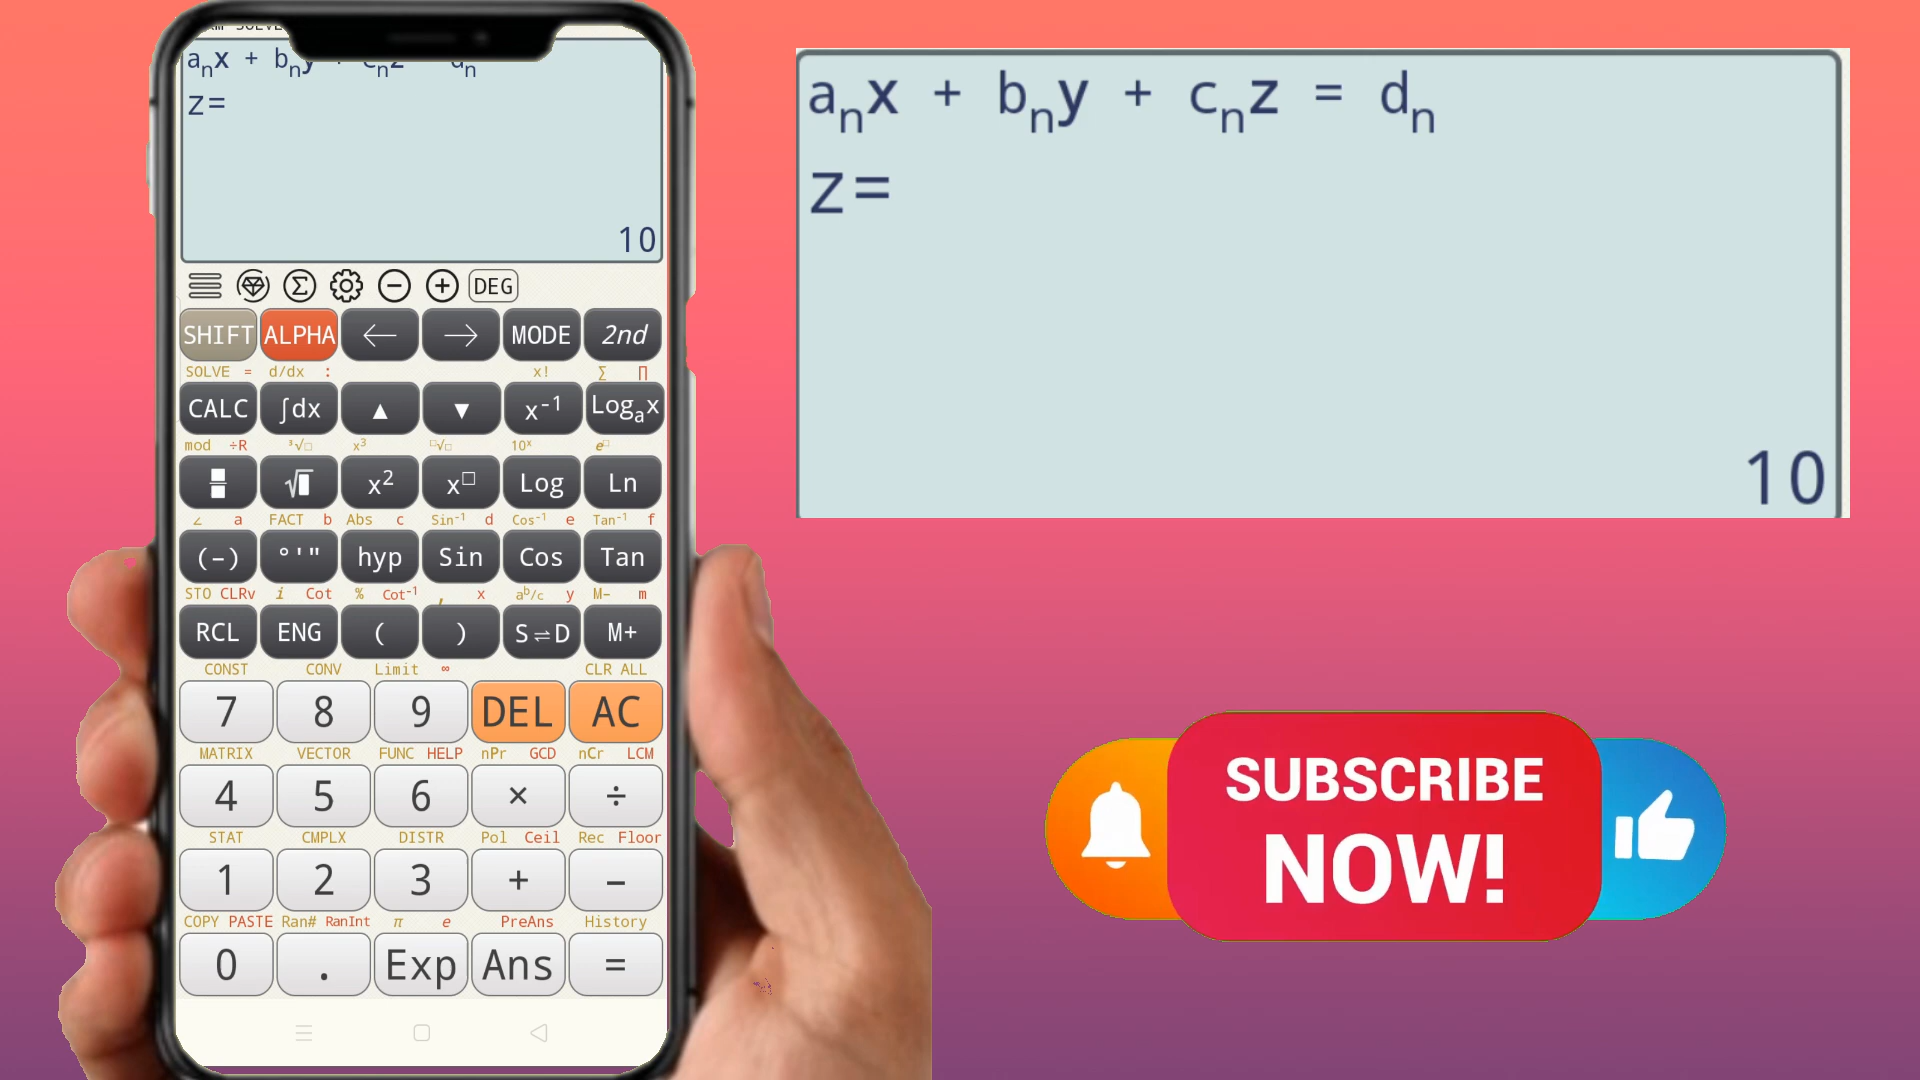 aₙx + bₙy + cₙz dₙ
z=
10
DEG
SHIFT ALPHA ← → MODE 2nd
SOLVE = d/dx : x! ∑ ∏
CALC ∫dx ▲ ▼ x⁻¹ Logₐx
mod ÷R ³√□ x³ □√□ 10ˣ e□
√ x² x□ Log Ln
∠ a FACT b Abs c Sin⁻¹ d Cos⁻¹ e Tan⁻¹ f
(−) °'" hyp Sin Cos Tan
STO CLRv i Cot % Cot⁻¹ , x aᵇ/c y M− m
RCL ENG ( ) S⇌D M+
CONST CONV Limit ∞ CLR ALL
7 8 9 DEL AC
MATRIX VECTOR FUNC HELP nPr GCD nCr LCM
4 5 6 × ÷
STAT CMPLX DISTR Pol Ceil Rec Floor
1 2 3 + −
COPY PASTE Ran# RanInt π e PreAns History
0 . Exp Ans =
aₙx + bₙy + cₙz = dₙ
z=
10
SUBSCRIBE
NOW!